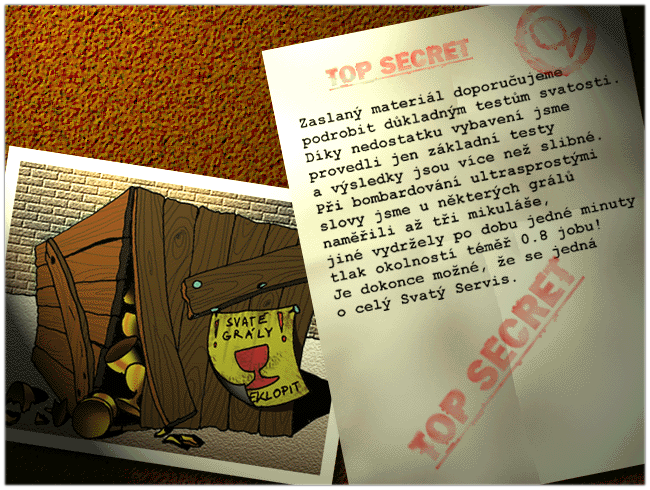 TOP SECRET
Zaslaný materiál doporučujeme
podrobit důkladným testům svatosti.
Díky nedostatku vybavení jsme
provedli jen základní testy
a výsledky jsou více než slibné.
Při bombardování ultrasprostými
slovy jsme u některých grálů
naměřili až tři mikuláše,
jiné vydržely po dobu jedné minuty
tlak okolností téměř 0.8 jobu!
Je dokonce možné, že se jedná
o celý Svatý Servis.
TOP SECRET
! SVATÉ !
GRÁLY
EKLOPIT